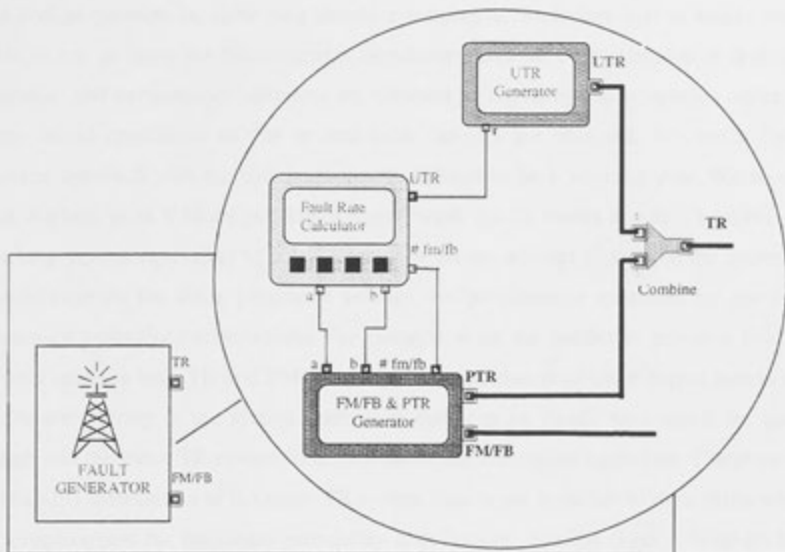 UTR
UTR
Generator
r
UTR
Fault Rate
Calculator
# fm/fb
a
b
TR
Combine
a
b
# fm/fb
PTR
FM/FB & PTR
Generator
FM/FB
TR
FAULT
GENERATOR
FM/FB